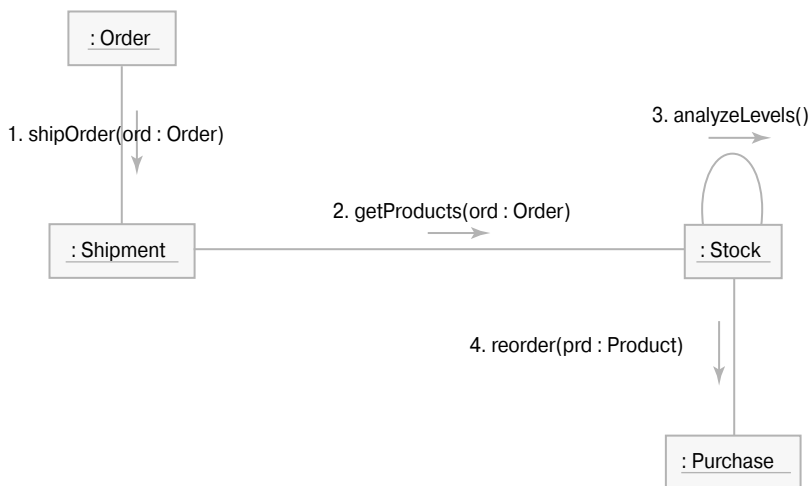 : Order
1. shipOrder(ord : Order)
3. analyzeLevels()
2. getProducts(ord : Order)
: Shipment
: Stock
4. reorder(prd : Product)
: Purchase